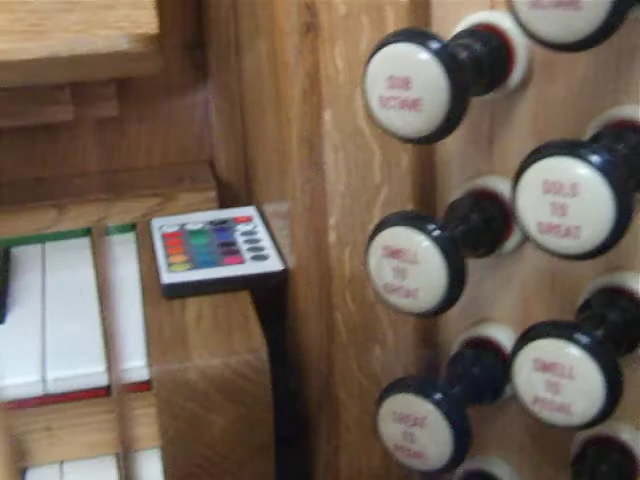 SUB
OCTAVE
SOLO
TO
GREAT
SWELL
TO
GREAT
SWELL
TO
PEDAL
GREAT
TO
PEDAL